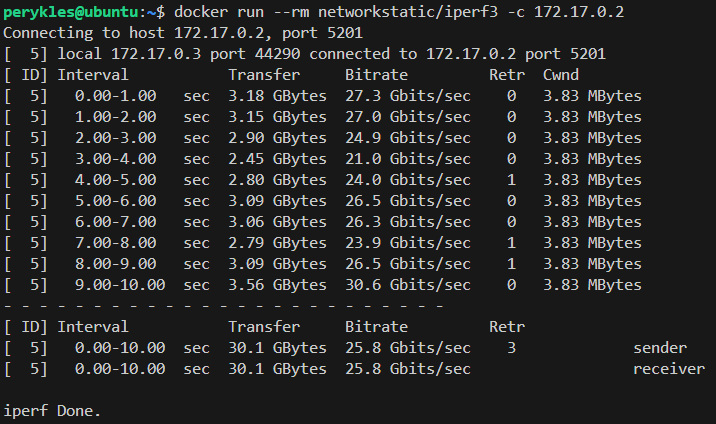 perykles@ubuntu:~$ docker run --rm networkstatic/iperf3 -c 172.17.0.2
Connecting to host 172.17.0.2, port 5201
[  5] local 172.17.0.3 port 44290 connected to 172.17.0.2 port 5201
[ ID] Interval           Transfer     Bitrate         Retr  Cwnd
[  5]   0.00-1.00   sec  3.18 GBytes  27.3 Gbits/sec    0   3.83 MBytes
[  5]   1.00-2.00   sec  3.15 GBytes  27.0 Gbits/sec    0   3.83 MBytes
[  5]   2.00-3.00   sec  2.90 GBytes  24.9 Gbits/sec    0   3.83 MBytes
[  5]   3.00-4.00   sec  2.45 GBytes  21.0 Gbits/sec    0   3.83 MBytes
[  5]   4.00-5.00   sec  2.80 GBytes  24.0 Gbits/sec    1   3.83 MBytes
[  5]   5.00-6.00   sec  3.09 GBytes  26.5 Gbits/sec    0   3.83 MBytes
[  5]   6.00-7.00   sec  3.06 GBytes  26.3 Gbits/sec    0   3.83 MBytes
[  5]   7.00-8.00   sec  2.79 GBytes  23.9 Gbits/sec    1   3.83 MBytes
[  5]   8.00-9.00   sec  3.09 GBytes  26.5 Gbits/sec    1   3.83 MBytes
[  5]   9.00-10.00  sec  3.56 GBytes  30.6 Gbits/sec    0   3.83 MBytes
- - - - - - - - - - - - - - - - - - - - - - - - -
[ ID] Interval           Transfer     Bitrate         Retr
[  5]   0.00-10.00  sec  30.1 GBytes  25.8 Gbits/sec    3             sender
[  5]   0.00-10.00  sec  30.1 GBytes  25.8 Gbits/sec                  receiver
iperf Done.